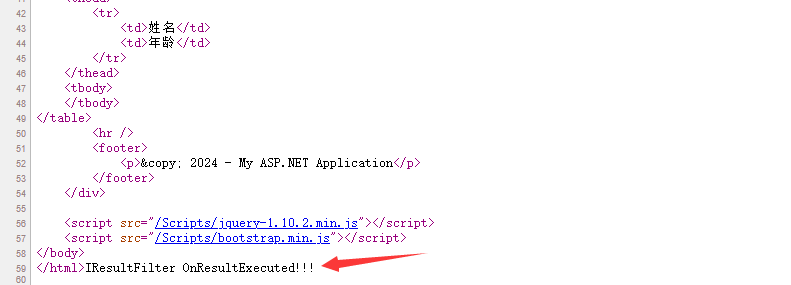 41 <thead>
42 <tr>
43 <td>姓名</td>
44 <td>年龄</td>
45 </tr>
46 </thead>
47 <tbody>
48 </tbody>
49 </table>
50 <hr />
51 <footer>
52 <p>&copy; 2024 - My ASP.NET Application</p>
53 </footer>
54 </div>
55
56 <script src="/Scripts/jquery-1.10.2.min.js"></script>
57 <script src="/Scripts/bootstrap.min.js"></script>
58 </body>
59 </html>IResultFilter OnResultExecuted!!!
60